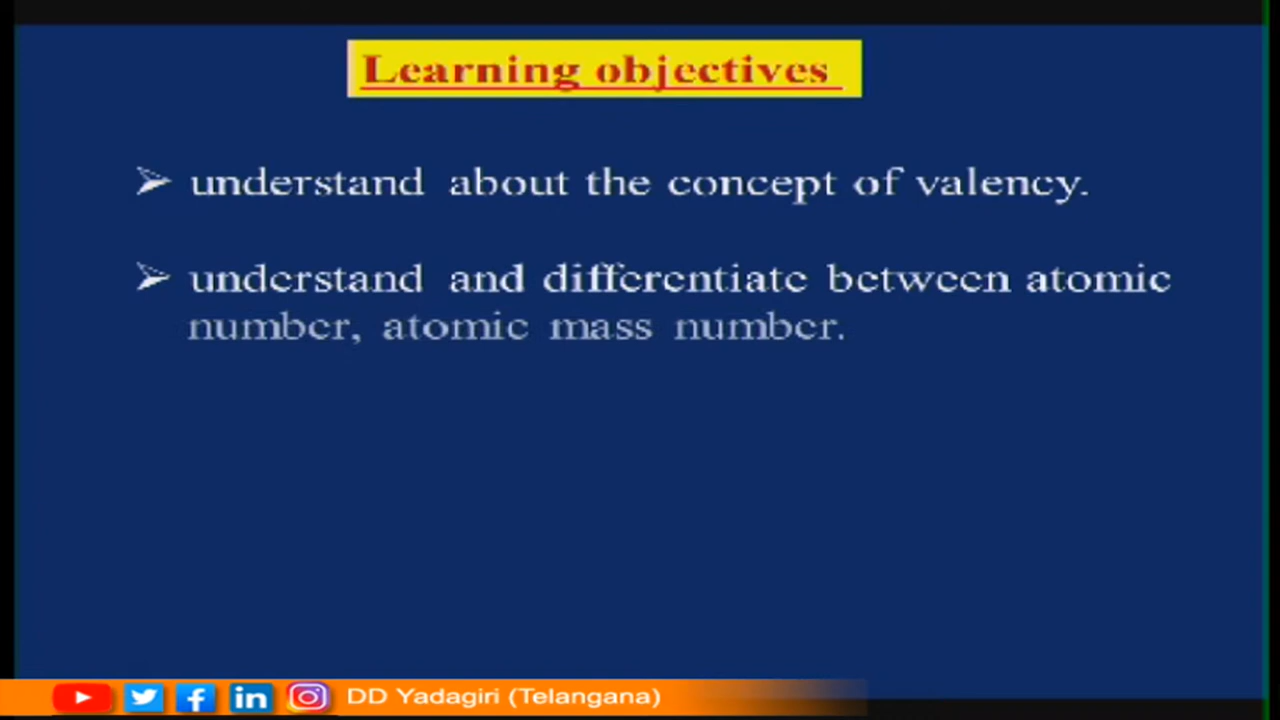 Learning objectives
➢ understand about the concept of valency.
➢ understand and differentiate between atomic
number, atomic mass number.
DD Yadagiri (Telangana)